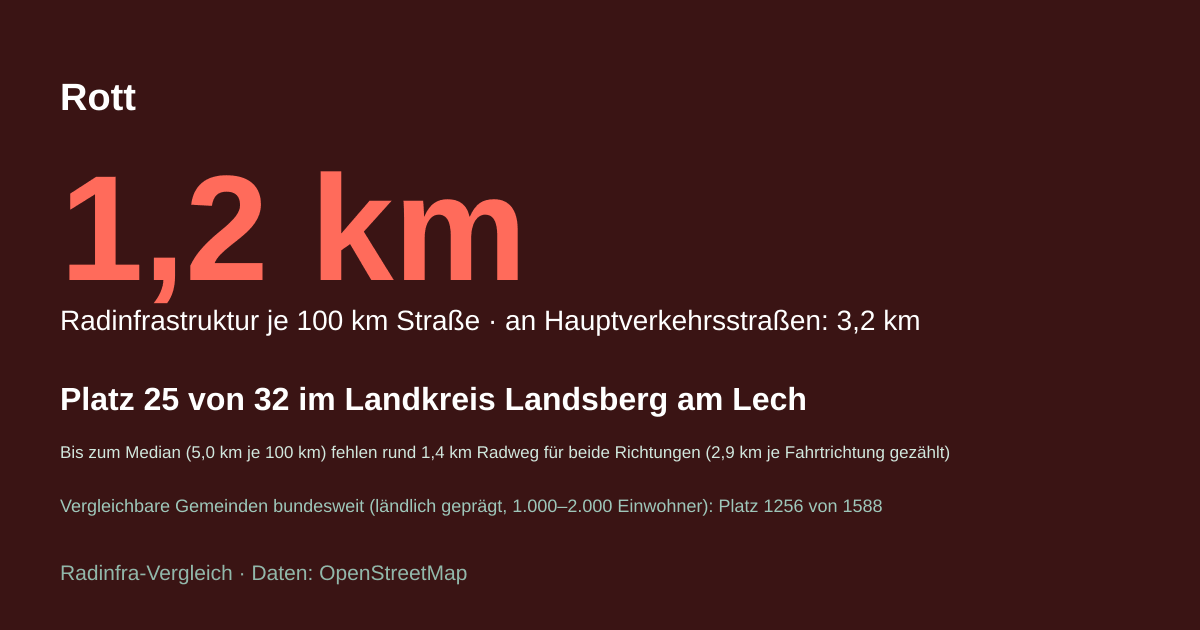 Rott
1,2 km
Radinfrastruktur je 100 km Straße · an Hauptverkehrsstraßen: 3,2 km
Platz 25 von 32 im Landkreis Landsberg am Lech
Bis zum Median (5,0 km je 100 km) fehlen rund 1,4 km Radweg für beide Richtungen (2,9 km je Fahrtrichtung gezählt)
Vergleichbare Gemeinden bundesweit (ländlich geprägt, 1.000–2.000 Einwohner): Platz 1256 von 1588
Radinfra-Vergleich · Daten: OpenStreetMap